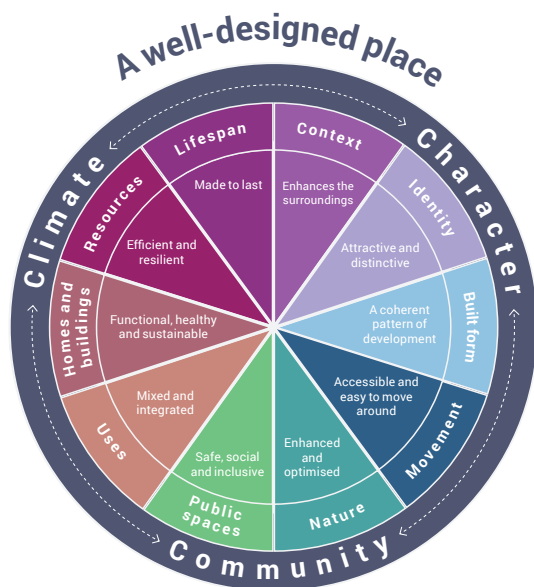 A well-designed place
Climate
Character
Community
Context
Enhances the
surroundings
Identity
Attractive and
distinctive
Built form
A coherent
pattern of
development
Movement
Accessible and
easy to move
around
Nature
Enhanced
and
optimised
Public
spaces
Safe, social
and inclusive
Uses
Mixed and
integrated
Homes and
buildings
Functional, healthy
and sustainable
Resources
Efficient and
resilient
Lifespan
Made to last